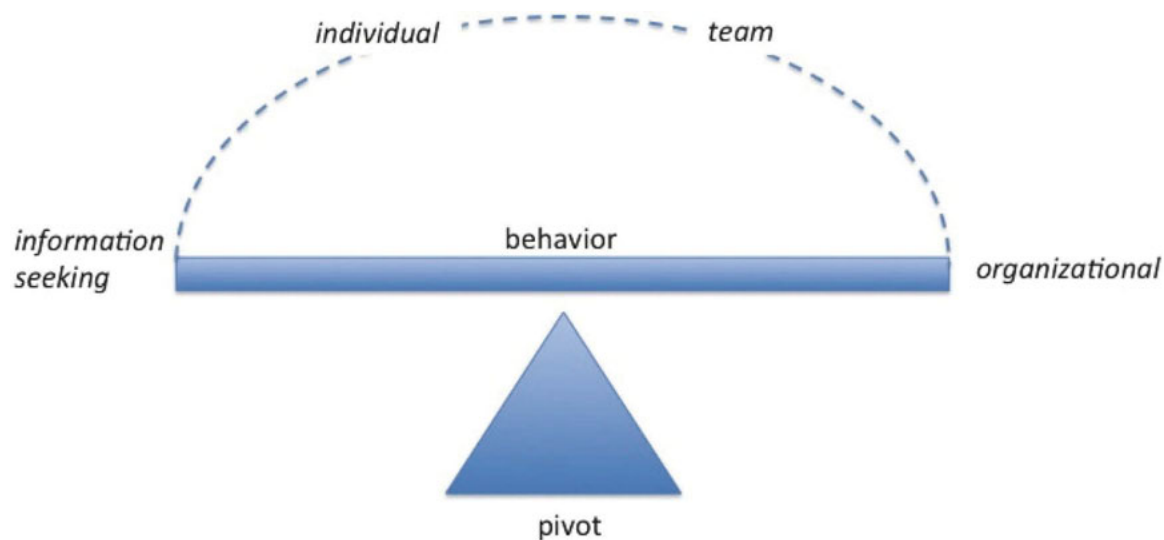 individual
team
information
seeking
behavior
organizational
pivot